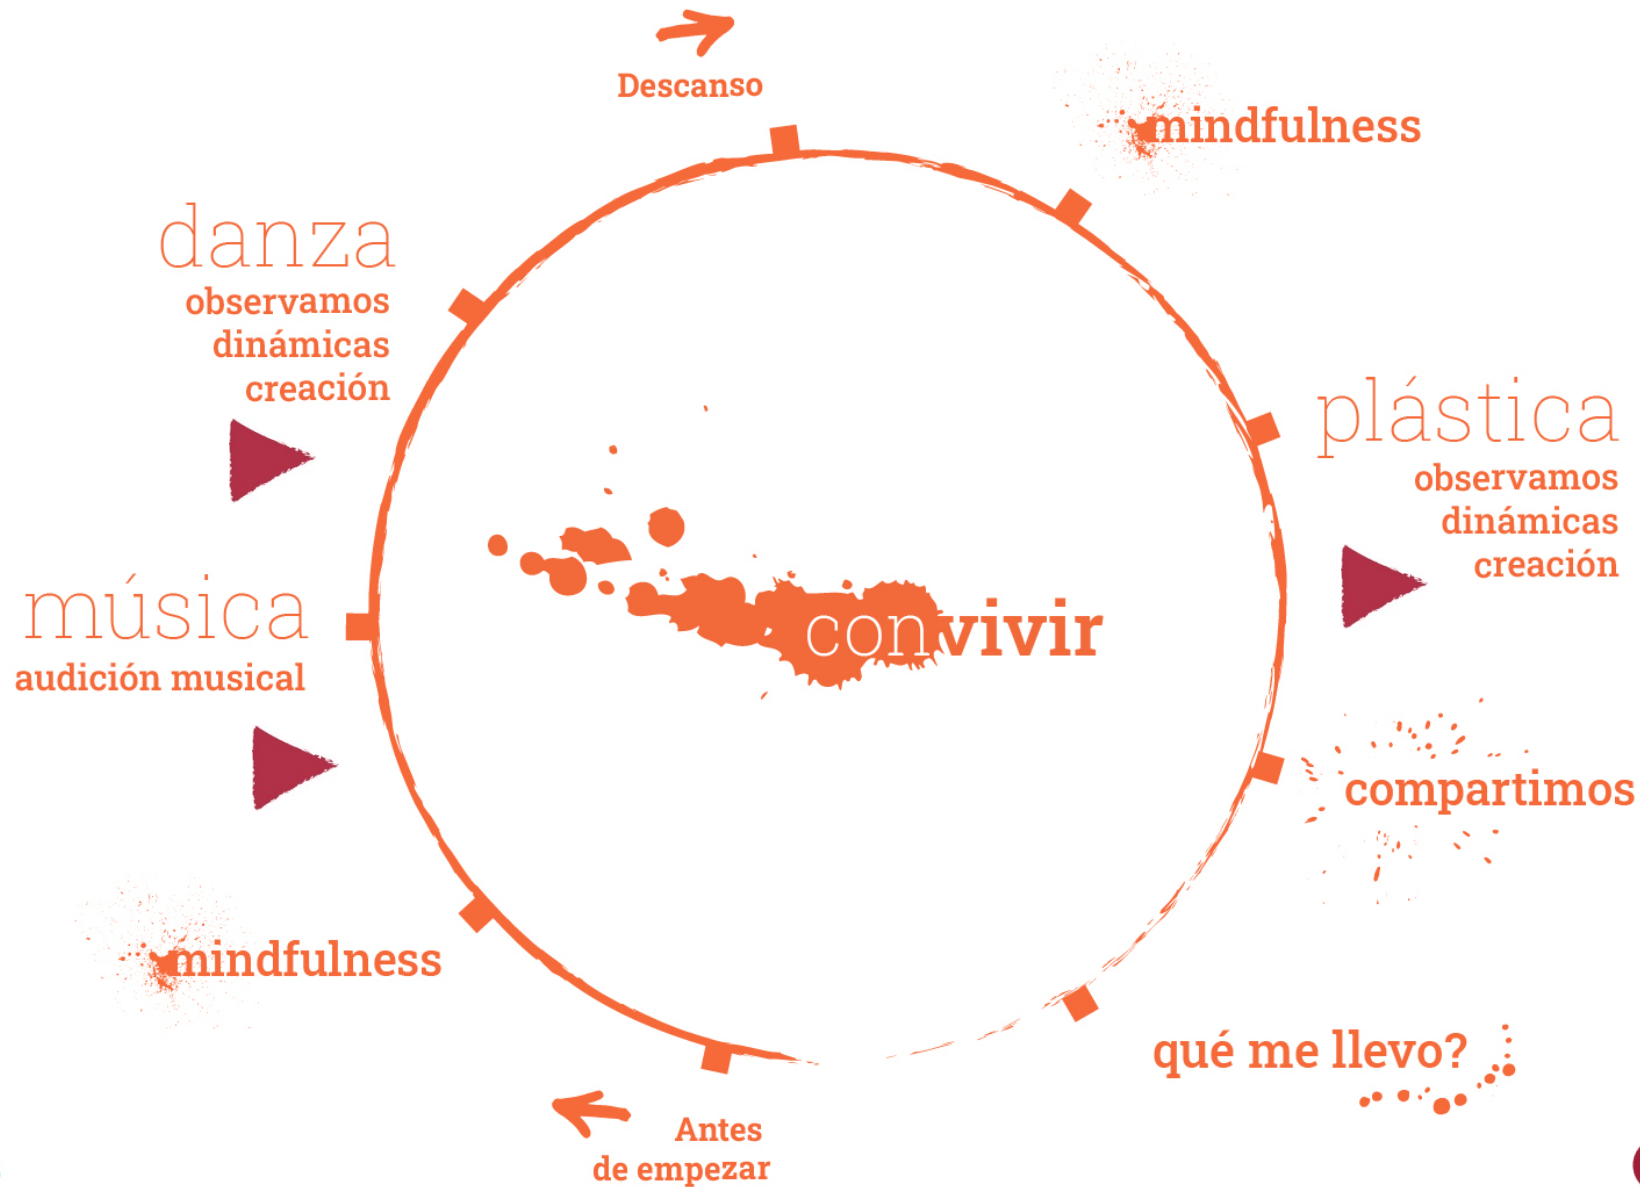 Descanso
mindfulness
danza
observamos
dinámicas
creación
plástica
observamos
dinámicas
creación
música
audición musical
convivir
compartimos
mindfulness
qué me llevo?
Antes
de empezar